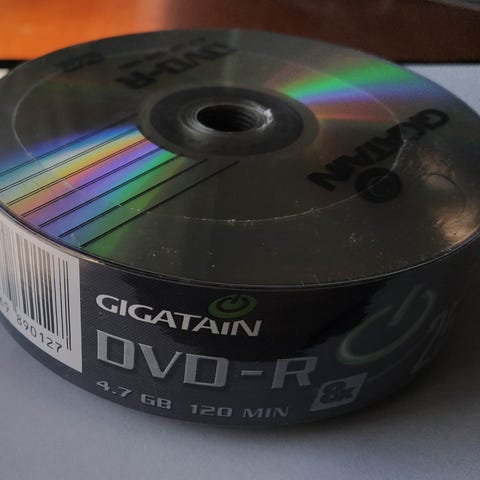 DVD-R
GIGATAIN
GIGATAIN
DVD-R
4.7 GB 120 MIN
8x
890127